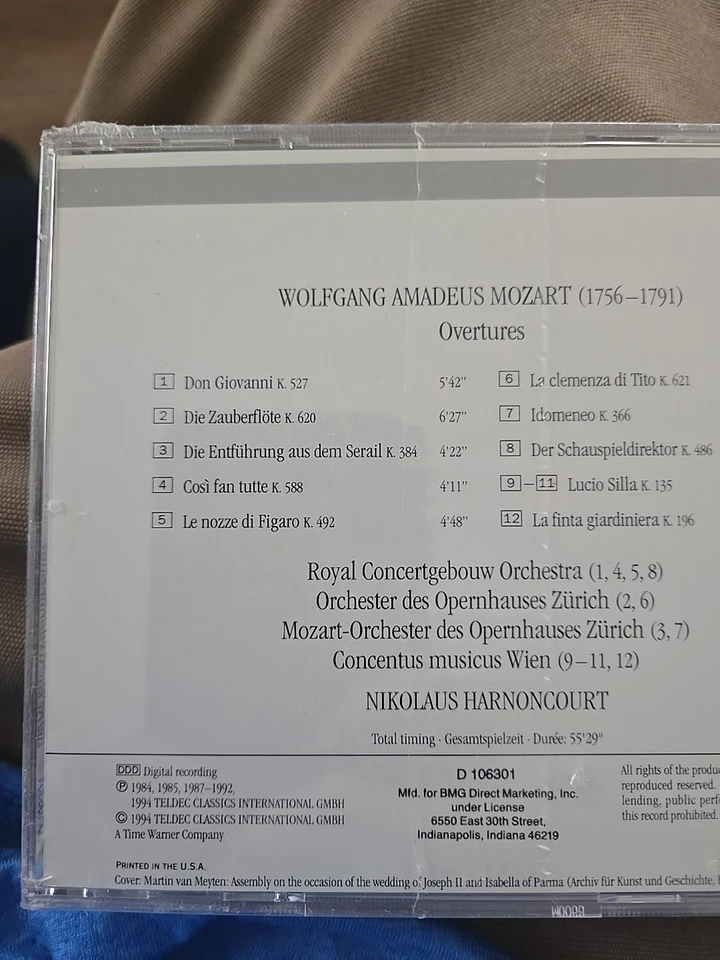 WOLFGANG AMADEUS MOZART (1756–1791)
Overtures
1 Don Giovanni K. 527 5'42"
2 Die Zauberflöte K. 620 6'27"
3 Die Entführung aus dem Serail K. 384 4'22"
4 Così fan tutte K. 588 4'11"
5 Le nozze di Figaro K. 492 4'48"
6 La clemenza di Tito K. 621
7 Idomeneo K. 366
8 Der Schauspieldirektor K. 486
9–11 Lucio Silla K. 135
12 La finta giardiniera K. 196
Royal Concertgebouw Orchestra (1, 4, 5, 8)
Orchester des Opernhauses Zürich (2, 6)
Mozart-Orchester des Opernhauses Zürich (3, 7)
Concentus musicus Wien (9–11, 12)
NIKOLAUS HARNONCOURT
Total timing · Gesamtspielzeit · Durée: 55'29"
DDD Digital recording
℗ 1984, 1985, 1987–1992,
1994 TELDEC CLASSICS INTERNATIONAL GMBH
© 1994 TELDEC CLASSICS INTERNATIONAL GMBH
A Time Warner Company
PRINTED IN THE U.S.A.
D 106301
Mfd. for BMG Direct Marketing, Inc.
under License
6550 East 30th Street,
Indianapolis, Indiana 46219
All rights of the
reproduced reserved.
lending, public
this record prohibited.
Cover: Martin van Meyten: Assembly on the occasion of the wedding of Joseph II and Isabella of Parma (Archiv für Kunst und Geschichte,